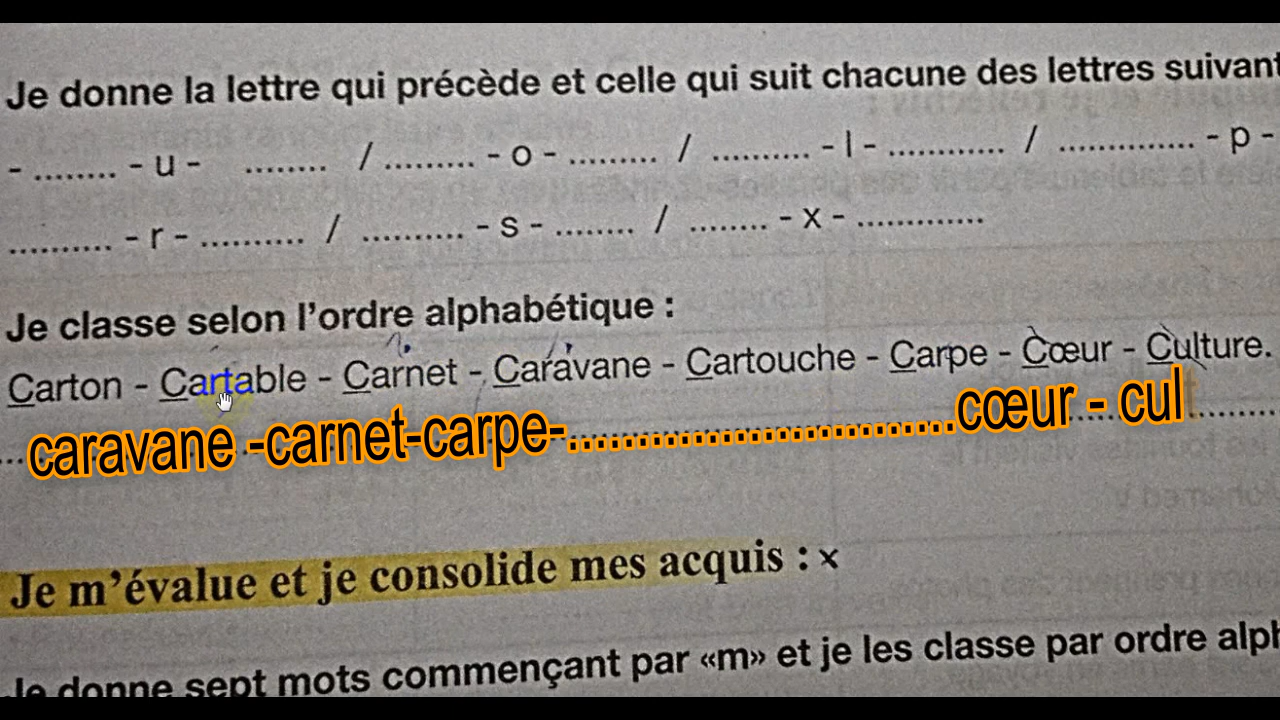 Je donne la lettre qui précède et celle qui suit chacune des lettres suivant
- ........ - u - ........ / ......... - o - ......... / .......... - l - ............ / .............. - p -
.......... - r - .......... / .......... - s - ........ / ........ - x - .............
Je classe selon l'ordre alphabétique :
Carton - Cartable - Carnet - Caravane - Cartouche - Carpe - Cœur - Culture.
caravane -carnet-carpe-.............................cœur - cul
Je m'évalue et je consolide mes acquis : ×
Je donne sept mots commençant par «m» et je les classe par ordre alph